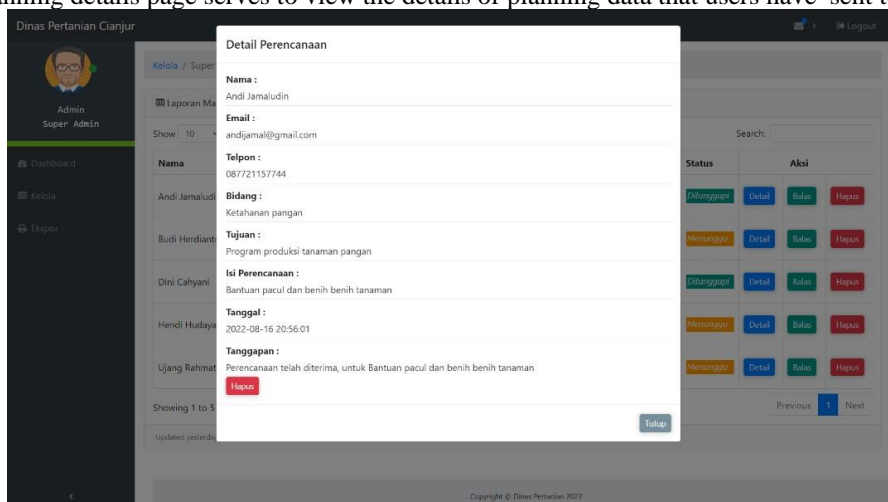 nning details page serves to view the details of planning data that users have sent t
Dinas Pertanian Cianjur
Logout
Admin
Super Admin
Dashboard
Kelola
Ekspor
Kelola / Super
Laporan Ma
Show 10
Search:
Nama
Status
Aksi
Andi Jamaludi
Ditanggapi
Detail
Balas
Hapus
Budi Herdiant
Menunggu
Detail
Balas
Hapus
Dini Cahyani
Ditanggapi
Detail
Balas
Hapus
Hendi Hudaya
Menunggu
Detail
Balas
Hapus
Ujang Rahmat
Menunggu
Detail
Balas
Hapus
Showing 1 to 5
Previous 1 Next
Updated yesterday
Detail Perencanaan
Nama :
Andi Jamaludin
Email :
andijamal@gmail.com
Telpon :
087721157744
Bidang :
Ketahanan pangan
Tujuan :
Program produksi tanaman pangan
Isi Perencanaan :
Bantuan pacul dan benih benih tanaman
Tanggal :
2022-08-16 20:56:01
Tanggapan :
Perencanaan telah diterima, untuk Bantuan pacul dan benih benih tanaman
Hapus
Tutup
Copyright © Dinas Pertanian 2022